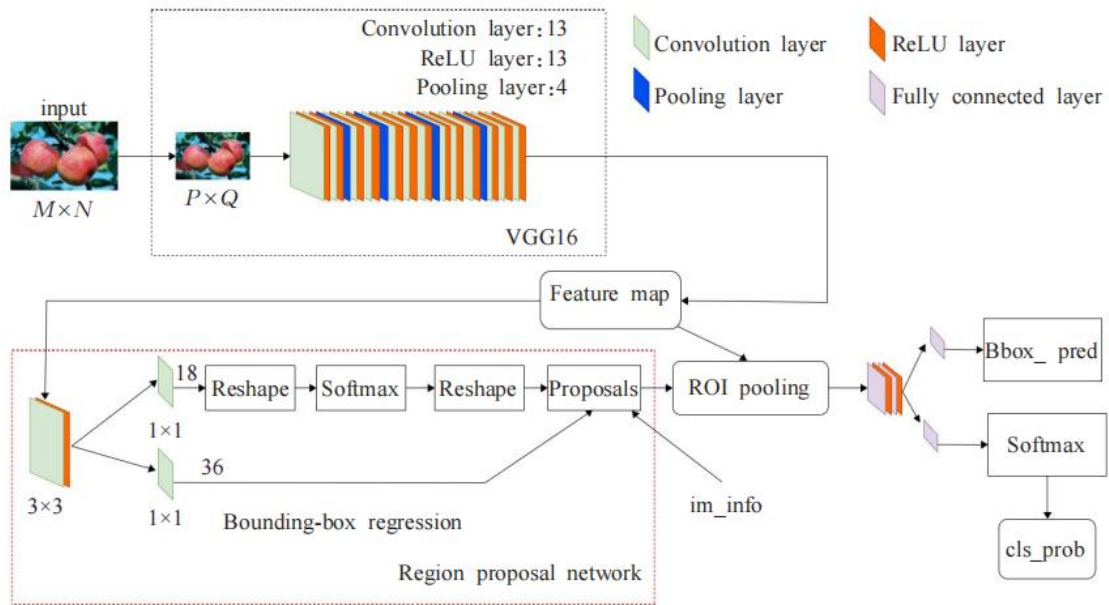 Convolution layer:13
ReLU layer:13
Pooling layer:4
Convolution layer
ReLU layer
Pooling layer
Fully connected layer
input
M×N
P×Q
VGG16
Feature map
18
Reshape
Softmax
Reshape
Proposals
ROI pooling
Bbox_ pred
1×1
36
3×3
1×1
Bounding-box regression
im_info
Softmax
Region proposal network
cls_prob